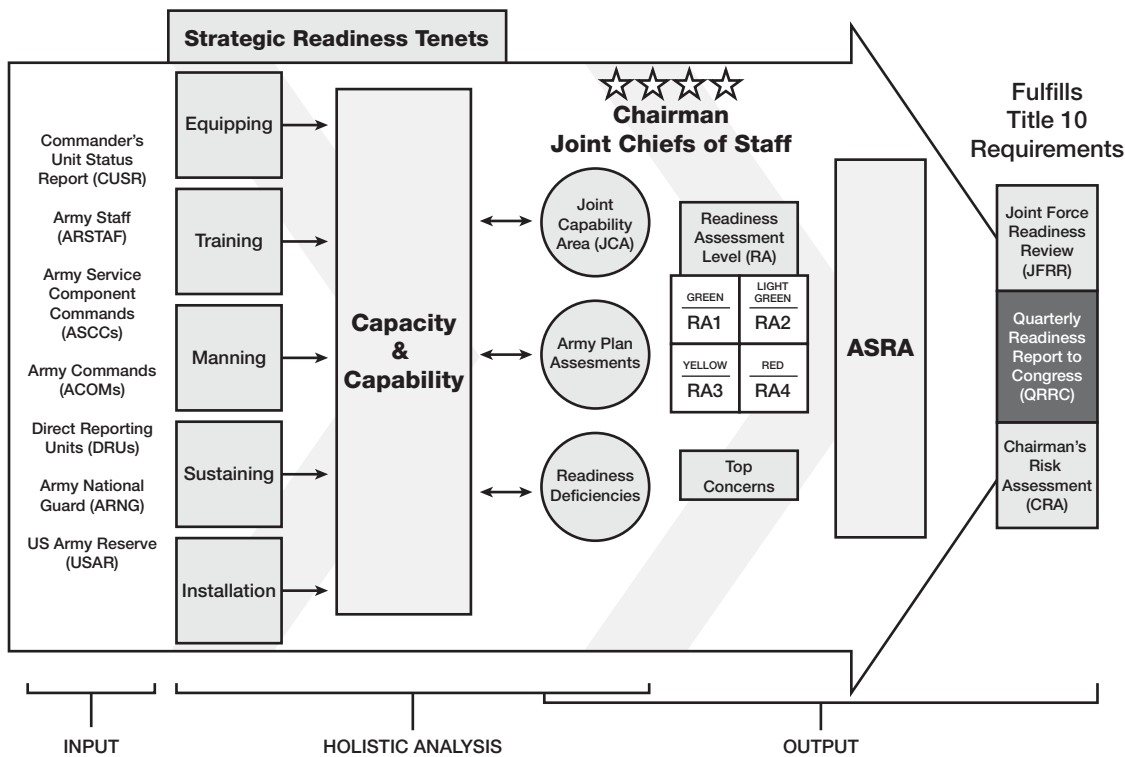 Strategic Readiness Tenets
Commander's
Unit Status
Report (CUSR)
Army Staff
(ARSTAF)
Army Service
Component
Commands
(ASCCs)
Army Commands
(ACOMs)
Direct Reporting
Units (DRUs)
Army National
Guard (ARNG)
US Army Reserve
(USAR)
Equipping
Training
Manning
Sustaining
Installation
Capacity
&
Capability
Chairman
Joint Chiefs of Staff
Joint
Capability
Area (JCA)
Army Plan
Assesments
Readiness
Deficiencies
Readiness
Assessment
Level (RA)
GREEN
RA1
LIGHT
GREEN
RA2
YELLOW
RA3
RED
RA4
Top
Concerns
ASRA
Fulfills
Title 10
Requirements
Joint Force
Readiness
Review
(JFRR)
Quarterly
Readiness
Report to
Congress
(QRRC)
Chairman's
Risk
Assessment
(CRA)
INPUT
HOLISTIC ANALYSIS
OUTPUT